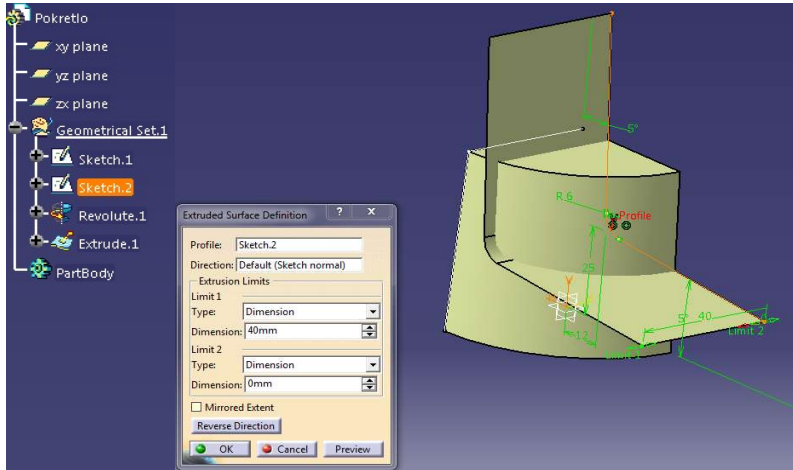 Pokretlo
xy plane
yz plane
zx plane
Geometrical Set.1
Sketch.1
Sketch.2
Revolute.1
Extrude.1
PartBody
Extruded Surface Definition ? X
Profile: Sketch.2
Direction: Default (Sketch normal)
Extrusion Limits
Limit 1
Type: Dimension
Dimension: 40mm
Limit 2
Type: Dimension
Dimension: 0mm
Mirrored Extent
Reverse Direction
OK Cancel Preview
5°
R 6
Profile
25
Y
12
5°
40
Limit 2
Limit 1